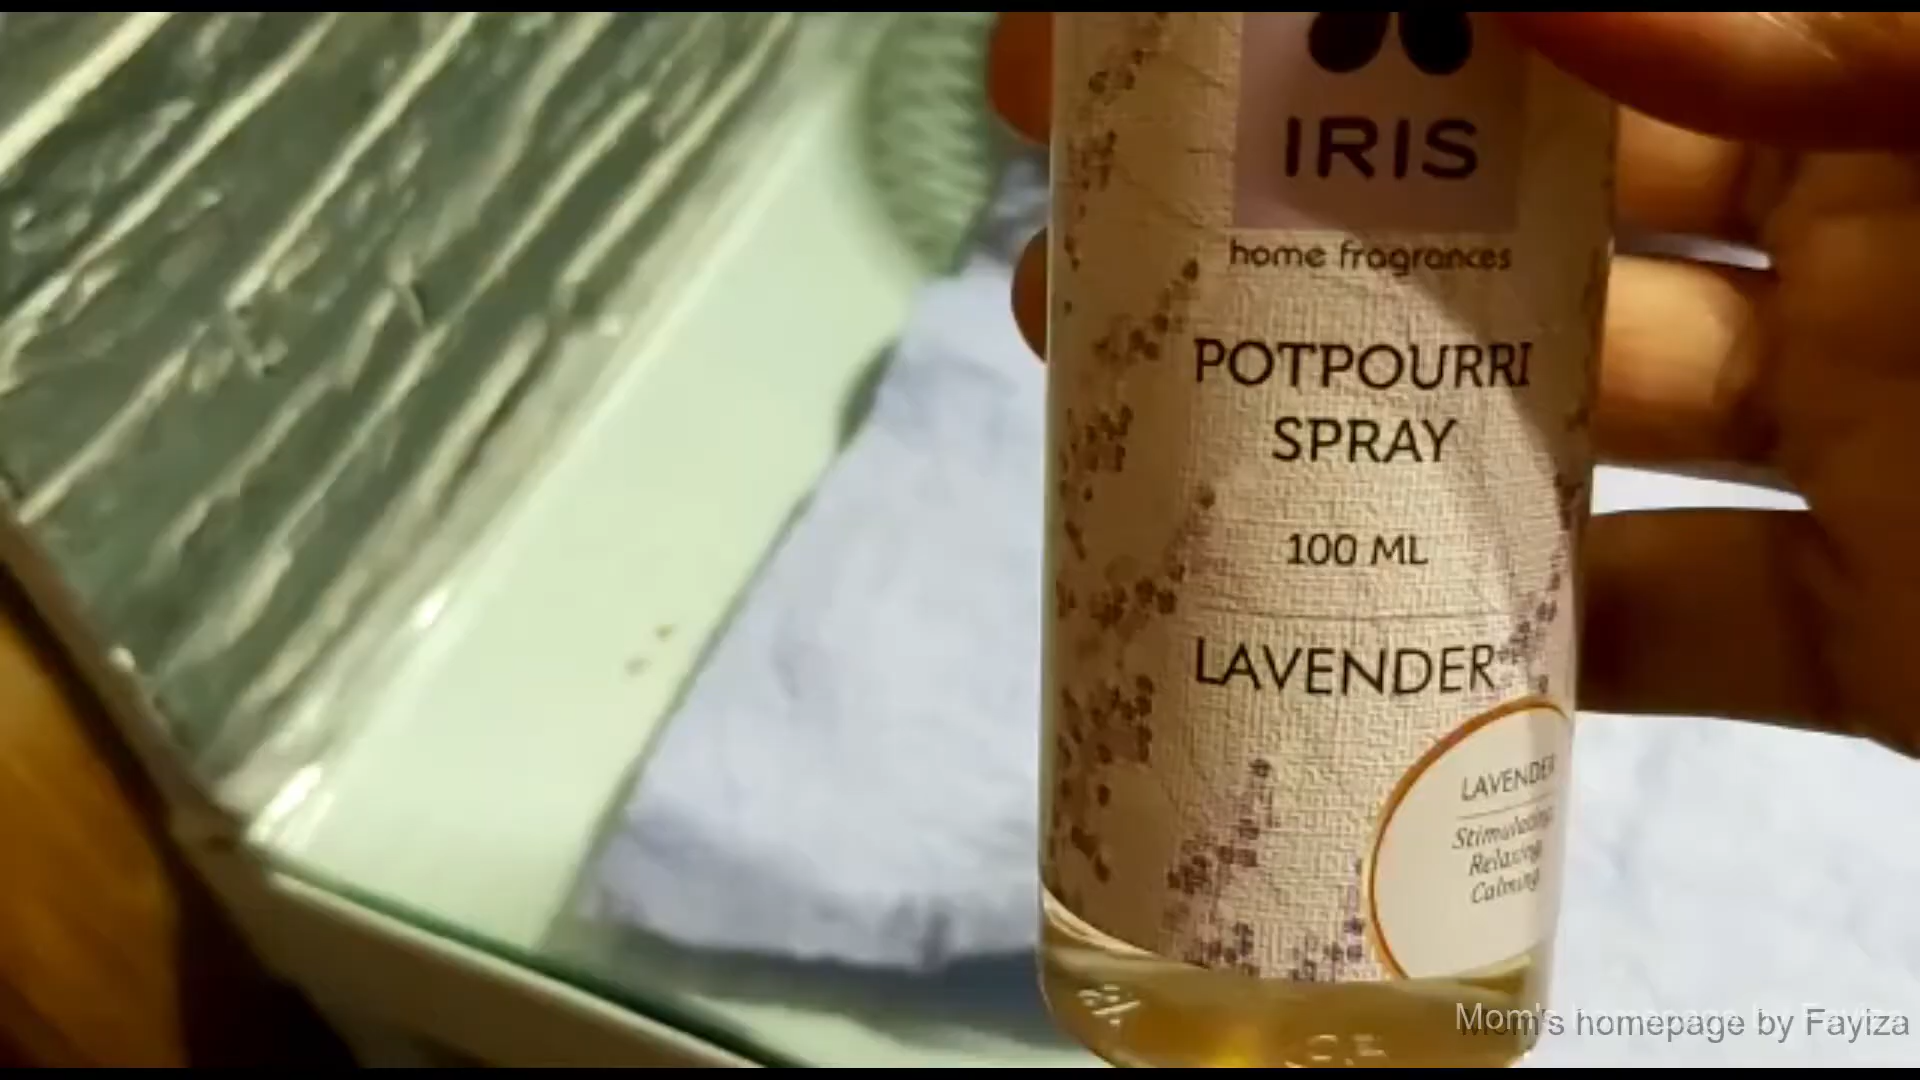 IRIS
home fragrances
POTPOURRI
SPRAY
100 ML
LAVENDER
LAVENDER
Stimulating
Relaxing
Calming
Mom's homepage by Fayiza